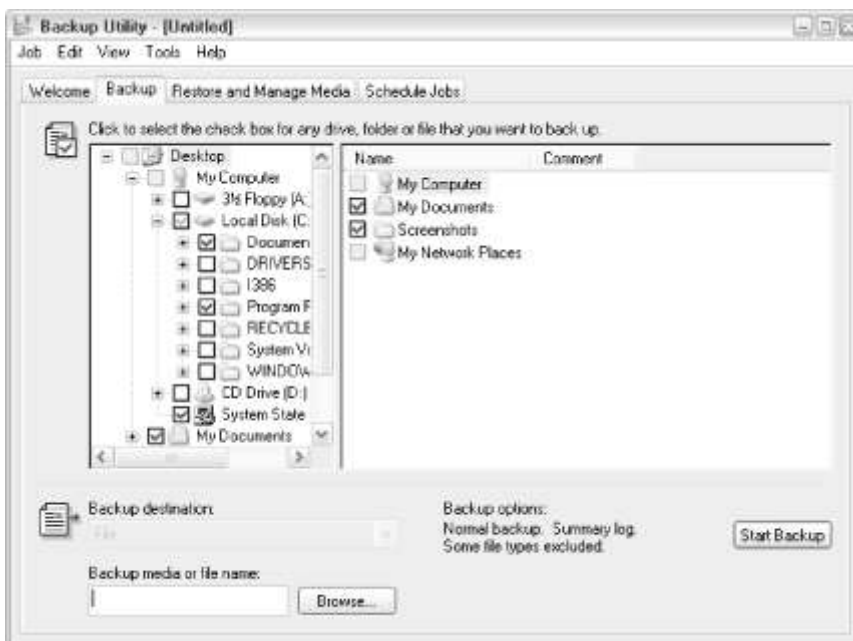 Backup Utility - [Untitled]
Job Edit View Tools Help
Welcome Backup Restore and Manage Media Schedule Jobs
Click to select the check box for any drive, folder or file that you want to back up.
Desktop
My Computer
3½ Floppy (A:
Local Disk (C:
Documen
DRIVERS
I386
Program F
RECYCLE
System Vo
WINDOW
CD Drive (D:)
System State
My Documents
Name Comment
My Computer
My Documents
Screenshots
My Network Places
Backup destination:
File
Backup media or file name:
Browse...
Backup options:
Normal backup. Summary log.
Some file types excluded.
Start Backup